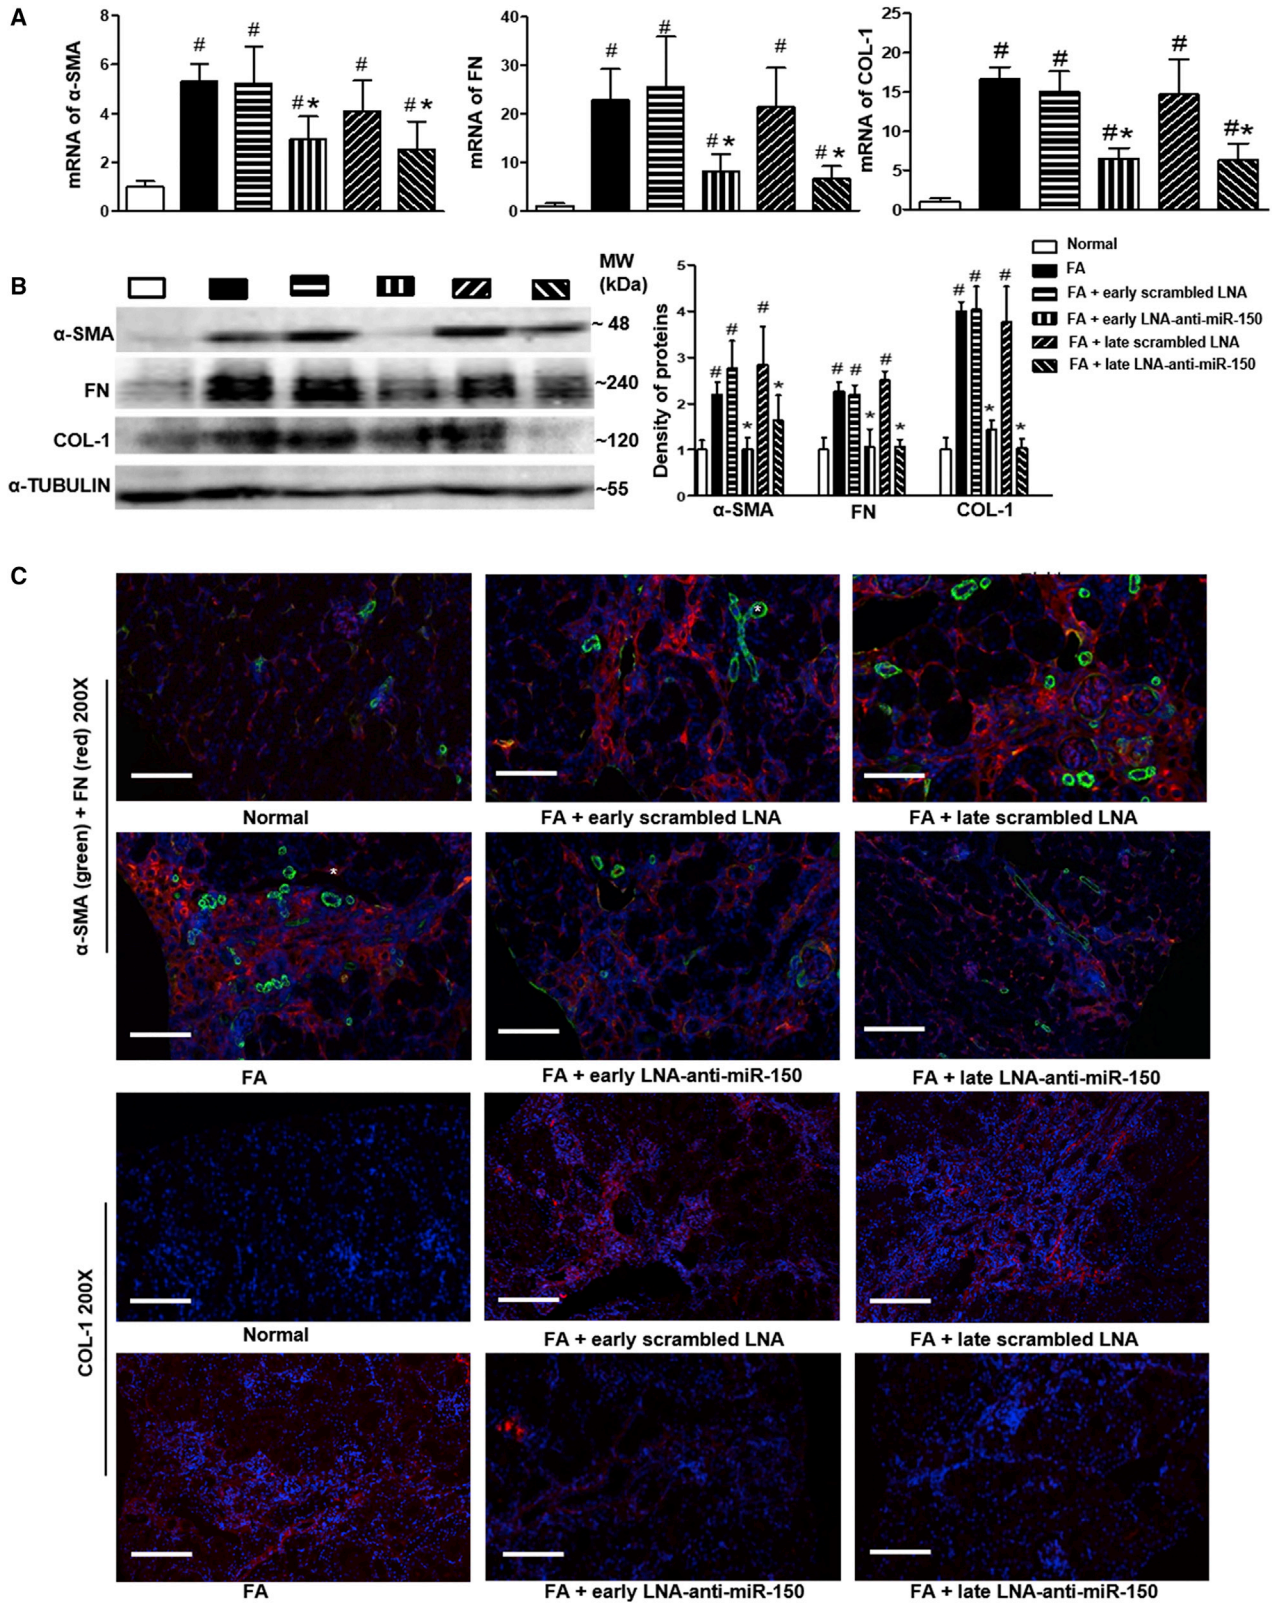 A
mRNA of α-SMA
8
6
4
2
0
#
#
#*
#
#*
mRNA of FN
40
30
20
10
0
#
#
#*
#
#*
mRNA of COL-1
25
20
15
10
5
0
#
#
#*
#
#*
B
MW
(kDa)
α-SMA
~ 48
FN
~240
COL-1
~120
α-TUBULIN
~55
Density of proteins
5
4
3
2
1
0
# # * # *
# # * # *
# # * # *
α-SMA
FN
COL-1
Normal
FA
FA + early scrambled LNA
FA + early LNA-anti-miR-150
FA + late scrambled LNA
FA + late LNA-anti-miR-150
C
α-SMA (green) + FN (red) 200X
*
Normal
FA + early scrambled LNA
FA + late scrambled LNA
*
FA
FA + early LNA-anti-miR-150
FA + late LNA-anti-miR-150
COL-1 200X
Normal
FA + early scrambled LNA
FA + late scrambled LNA
FA
FA + early LNA-anti-miR-150
FA + late LNA-anti-miR-150